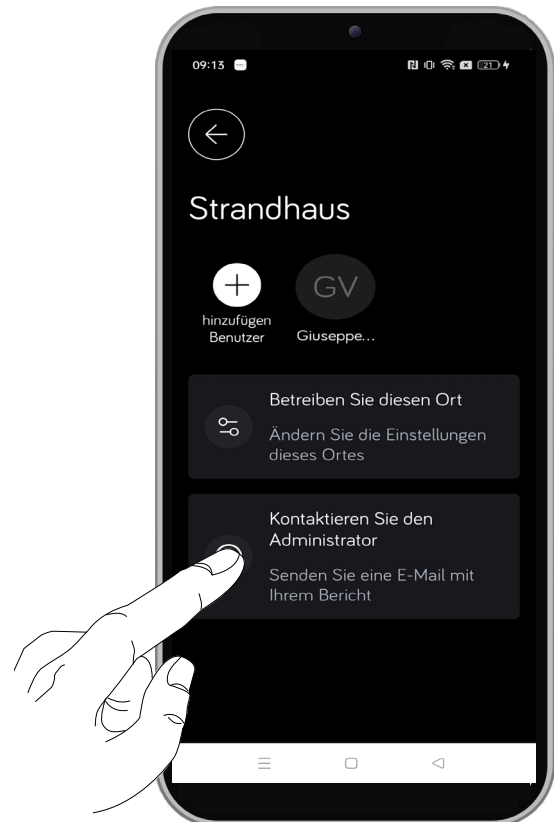 09:13
21
Strandhaus
GV
hinzufügen
Benutzer
Giuseppe...
Betreiben Sie diesen Ort
Ändern Sie die Einstellungen
dieses Ortes
Kontaktieren Sie den
Administrator
Senden Sie eine E-Mail mit
Ihrem Bericht